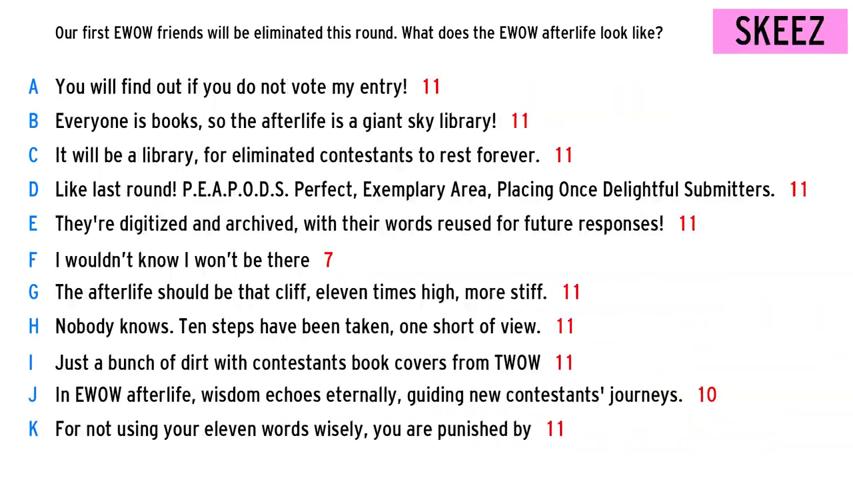 Our first EWOW friends will be eliminated this round. What does the EWOW afterlife look like?
SKEEZ
A You will find out if you do not vote my entry! 11
B Everyone is books, so the afterlife is a giant sky library! 11
C It will be a library, for eliminated contestants to rest forever. 11
D Like last round! P.E.A.P.O.D.S. Perfect, Exemplary Area, Placing Once Delightful Submitters. 11
E They're digitized and archived, with their words reused for future responses! 11
F I wouldn’t know I won’t be there 7
G The afterlife should be that cliff, eleven times high, more stiff. 11
H Nobody knows. Ten steps have been taken, one short of view. 11
I Just a bunch of dirt with contestants book covers from TWOW 11
J In EWOW afterlife, wisdom echoes eternally, guiding new contestants' journeys. 10
K For not using your eleven words wisely, you are punished by 11